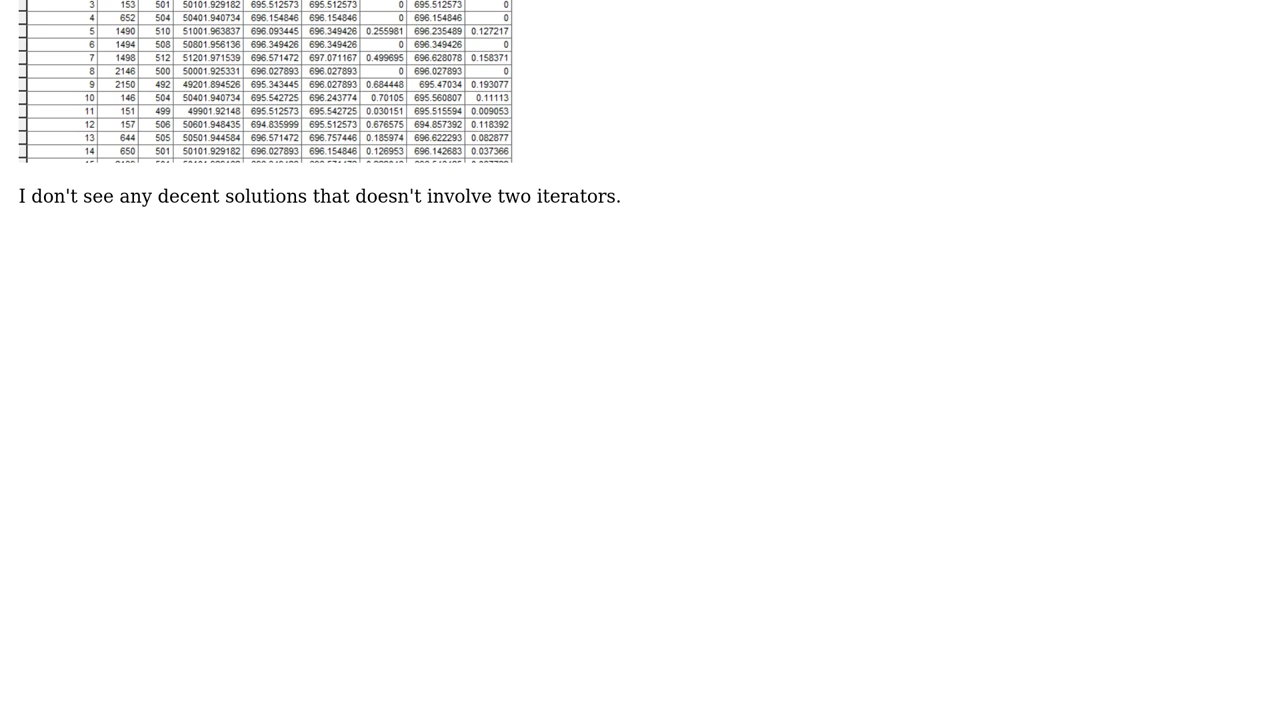 3 153 501 50101.929182 695.512573 695.512573 0 695.512573 0
4 652 504 50401.940734 696.154846 696.154846 0 696.154846 0
5 1490 510 51001.963837 696.093445 696.349426 0.255981 696.235489 0.127217
6 1494 508 50801.956136 696.349426 696.349426 0 696.349426 0
7 1498 512 51201.971539 696.571472 697.071167 0.499695 696.628078 0.158371
8 2146 500 50001.925331 696.027893 696.027893 0 696.027893 0
9 2150 492 49201.894526 695.343445 696.027893 0.684448 695.47034 0.193077
10 146 504 50401.940734 695.542725 696.243774 0.70105 695.560807 0.11113
11 151 499 49901.92148 695.512573 695.542725 0.030151 695.515594 0.009053
12 157 506 50601.948435 694.835999 695.512573 0.676575 694.857392 0.118392
13 644 505 50501.944584 696.571472 696.757446 0.185974 696.622293 0.082877
14 650 501 50101.929182 696.027893 696.154846 0.126953 696.142683 0.037366
I don't see any decent solutions that doesn't involve two iterators.